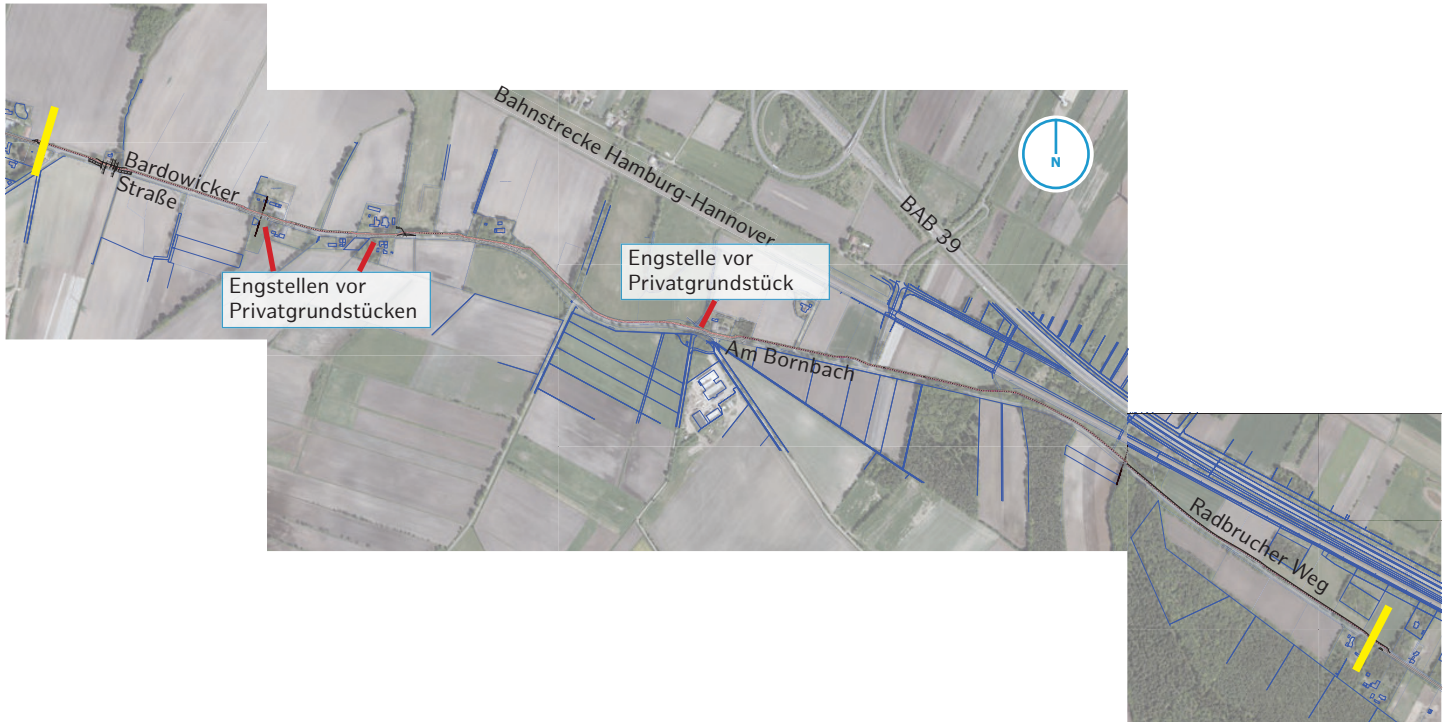 Bahnstrecke Hamburg-Hannover
Bardowicker
Straße
N
BAB 39
Engstellen vor
Privatgrundstücken
Engstelle vor
Privatgrundstück
Am Bornbach
Radbrucher Weg